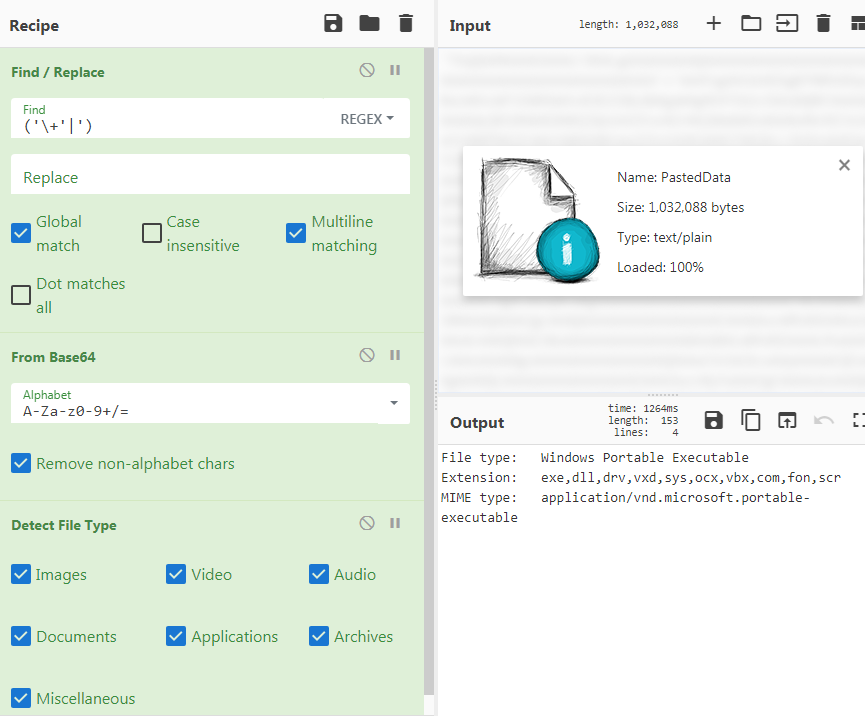 Recipe
Find / Replace
Find
('\+'|')
REGEX
Replace
Global match
Case insensitive
Multiline matching
Dot matches all
From Base64
Alphabet
A-Za-z0-9+/=
Remove non-alphabet chars
Detect File Type
Images
Video
Audio
Documents
Applications
Archives
Miscellaneous
Input
length: 1,032,088
Name: PastedData
Size: 1,032,088 bytes
Type: text/plain
Loaded: 100%
Output
time: 1264ms
length: 153
lines: 4
File type: Windows Portable Executable
Extension: exe,dll,drv,vxd,sys,ocx,vbx,com,fon,scr
MIME type: application/vnd.microsoft.portable-
executable